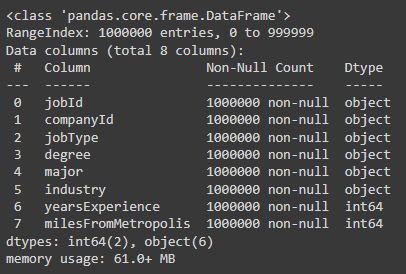 <class 'pandas.core.frame.DataFrame'>
RangeIndex: 1000000 entries, 0 to 999999
Data columns (total 8 columns):
 #   Column               Non-Null Count    Dtype
---  ------               --------------    -----
 0   jobId                1000000 non-null  object
 1   companyId            1000000 non-null  object
 2   jobType              1000000 non-null  object
 3   degree               1000000 non-null  object
 4   major                1000000 non-null  object
 5   industry             1000000 non-null  object
 6   yearsExperience      1000000 non-null  int64
 7   milesFromMetropolis  1000000 non-null  int64
dtypes: int64(2), object(6)
memory usage: 61.0+ MB